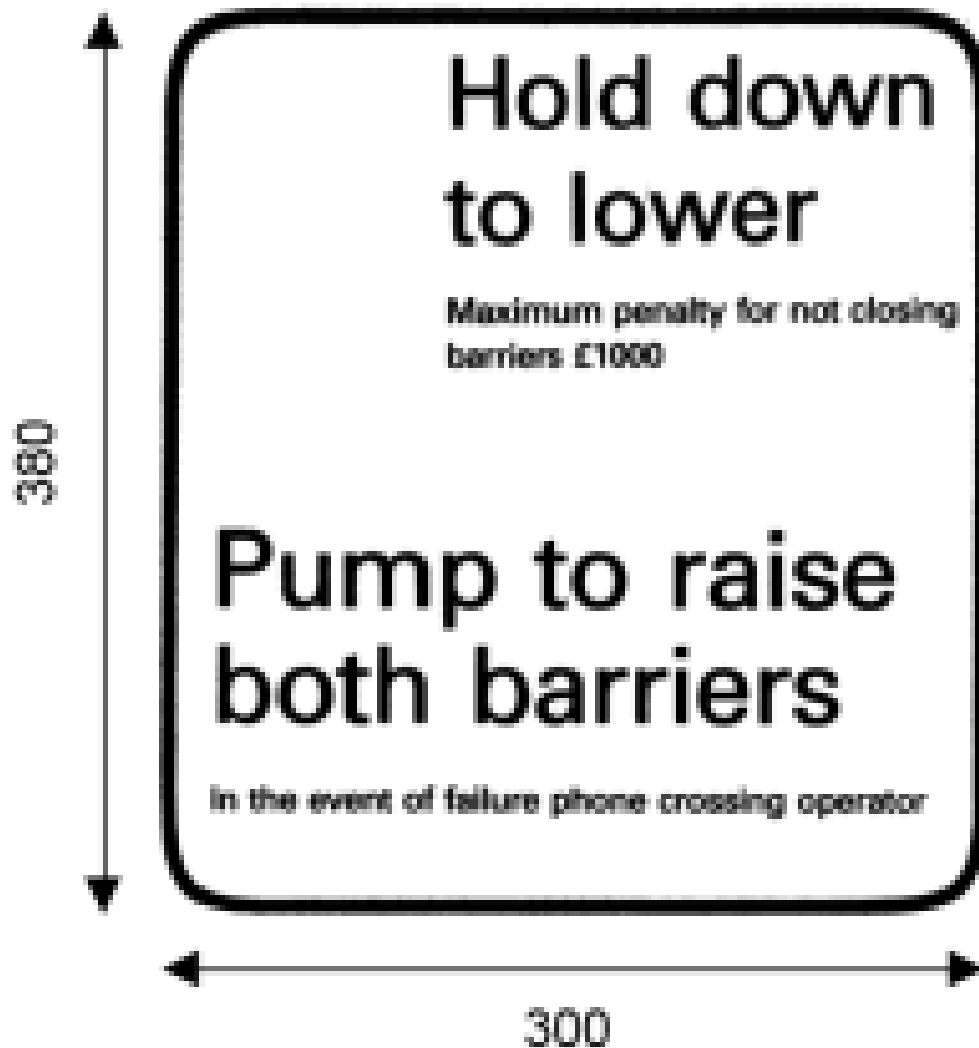 Hold down
to lower
Maximum penalty for not closing
barriers £1000
380
Pump to raise
both barriers
In the event of failure phone crossing operator
300